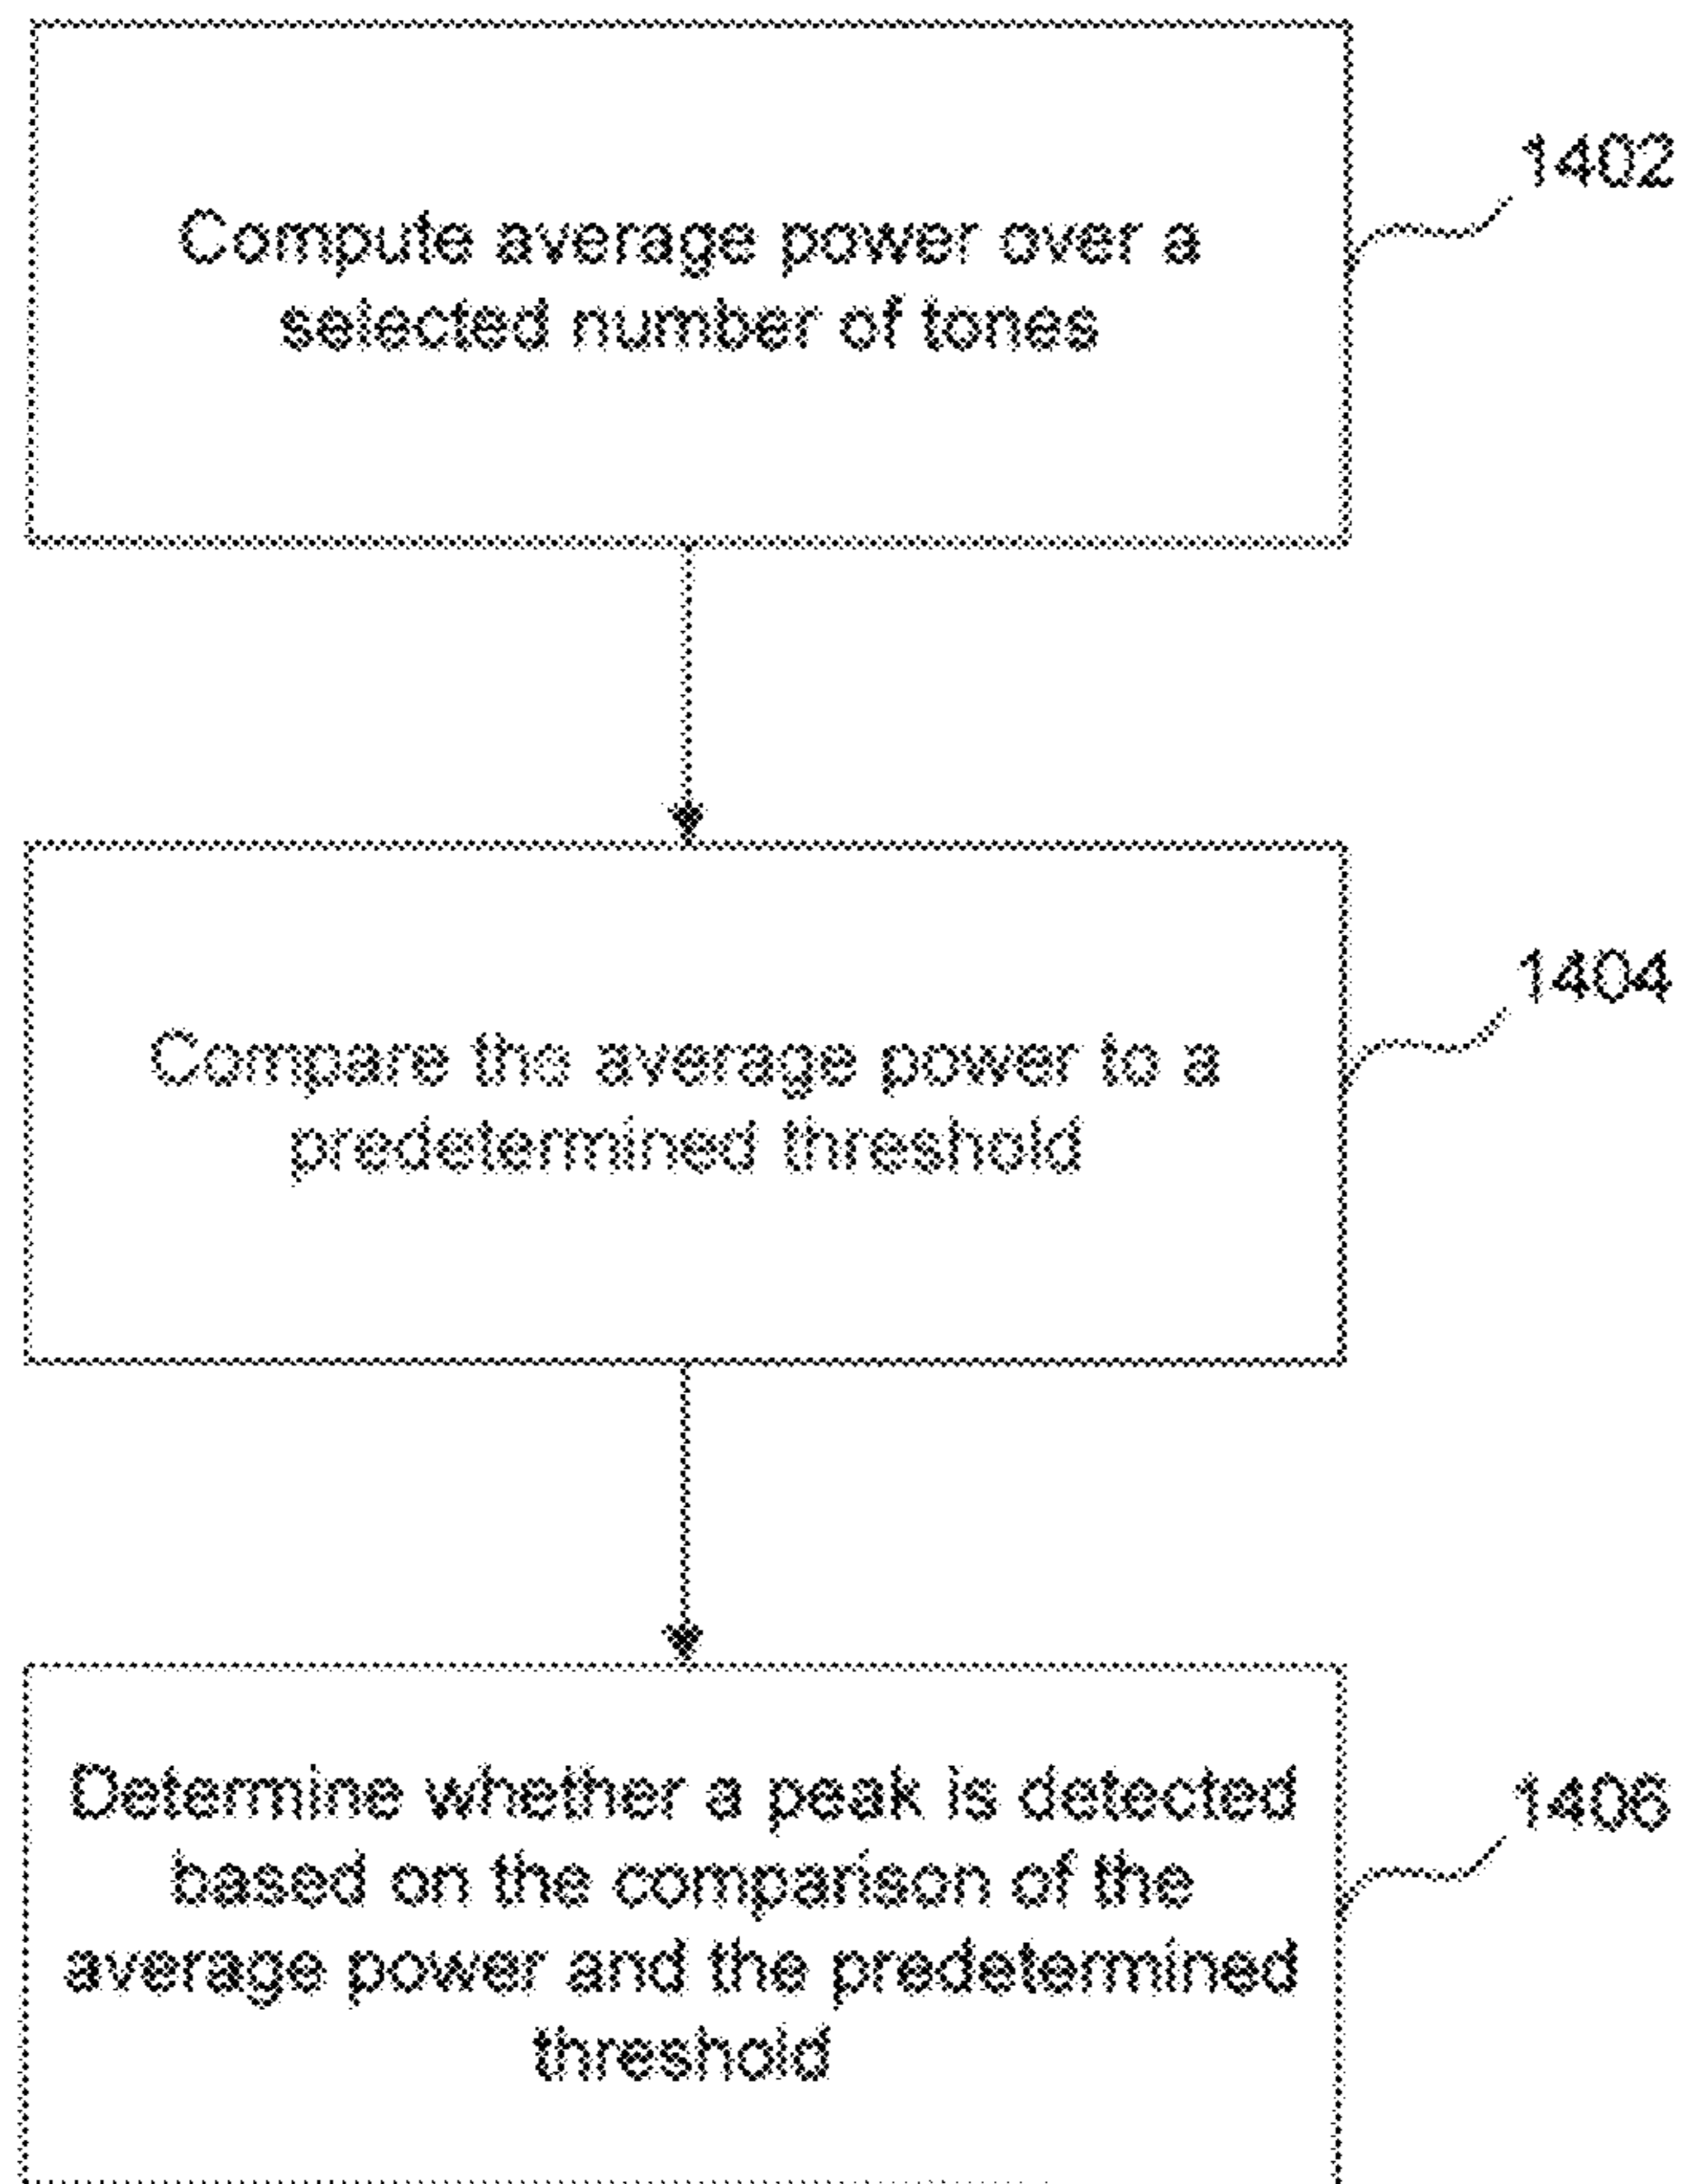 1402
Compute average power over a
selected number of tones
1404
Compare the average power to a
predetermined threshold
1406
Determine whether a peak is detected
based on the comparison of the
average power and the predetermined
threshold